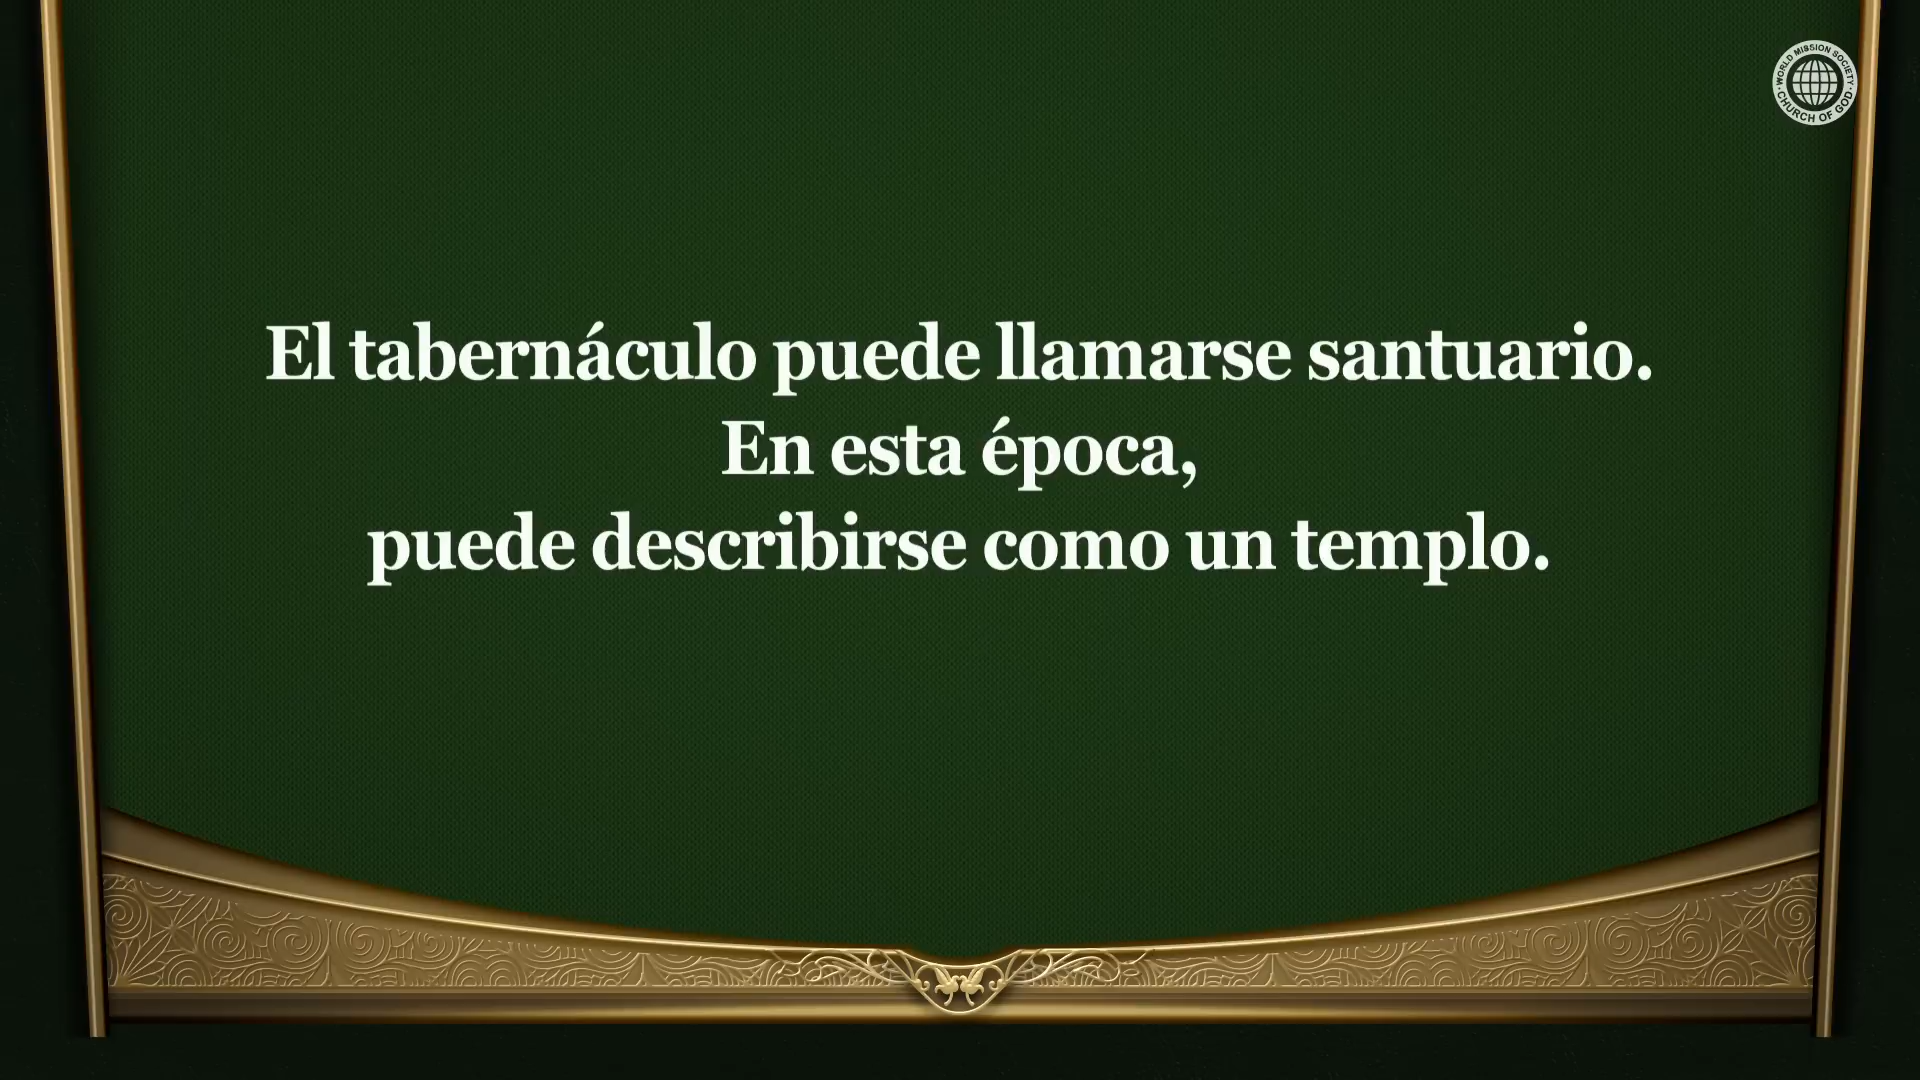 WORLD MISSION SOCIETY
CHURCH OF GOD
El tabernáculo puede llamarse santuario.
En esta época,
puede describirse como un templo.